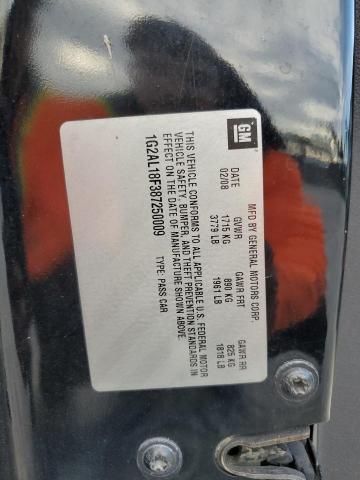 GM
MFD BY GENERAL MOTORS CORP.
DATE GVWR GAWR FRT GAWR RR
02/08 1715 KG 890 KG 825 KG
3779 LB 1961 LB 1818 LB
THIS VEHICLE CONFORMS TO ALL APPLICABLE U.S. FEDERAL MOTOR
VEHICLE SAFETY, BUMPER, AND THEFT PREVENTION STANDARDS IN
EFFECT ON THE DATE OF MANUFACTURE SHOWN ABOVE.
1G2AL18F387250009 TYPE: PASS CAR